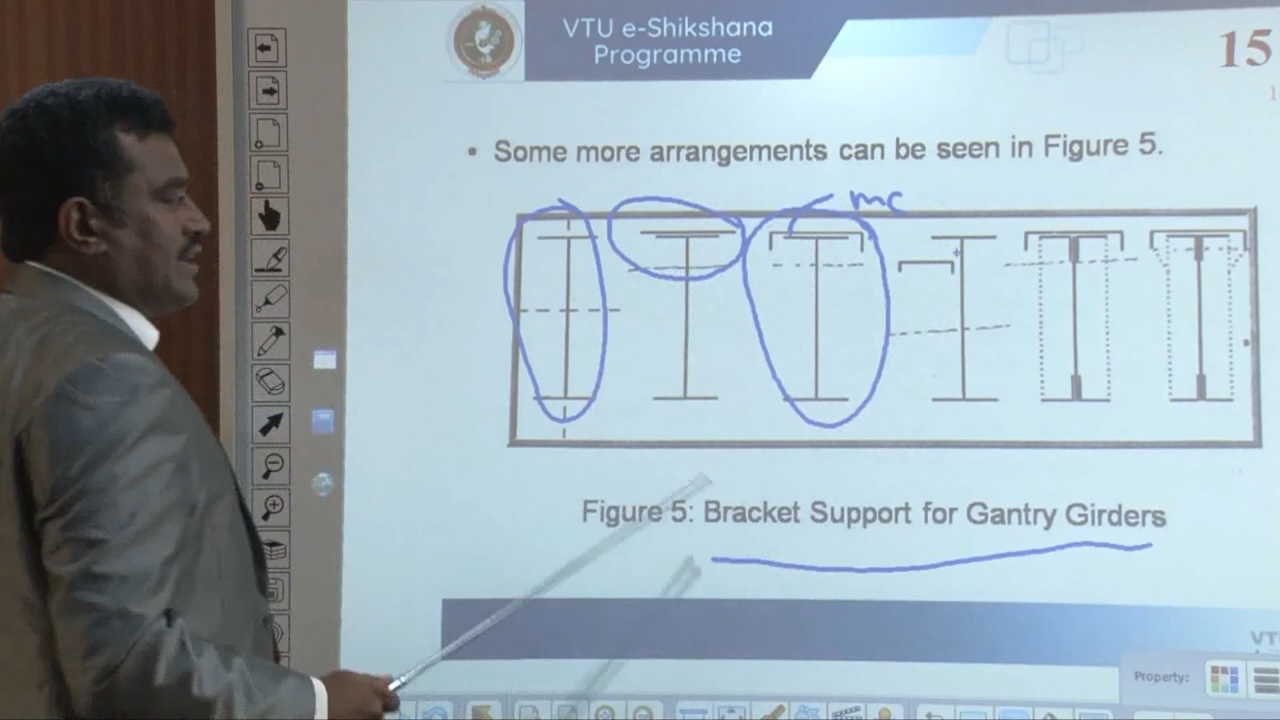 VTU e-Shikshana
Programme
15
• Some more arrangements can be seen in Figure 5.
mc
Figure 5: Bracket Support for Gantry Girders
VT
Property: